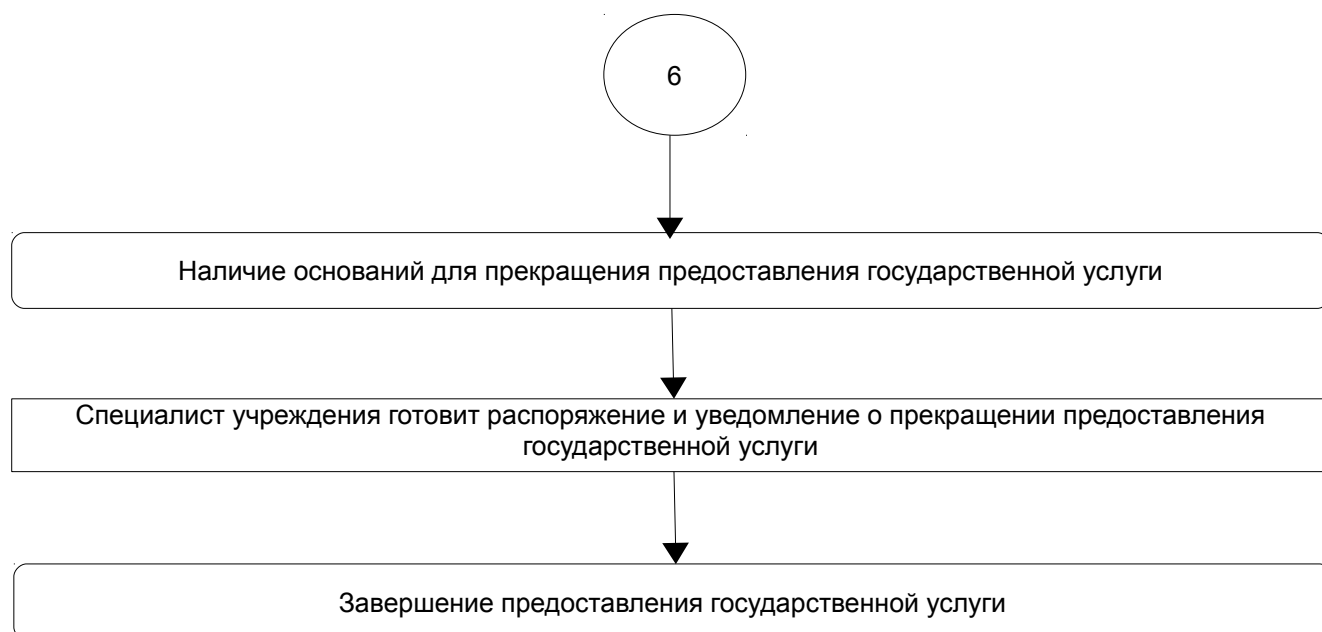 6
Наличие оснований для прекращения предоставления государственной услуги
Специалист учреждения готовит распоряжение и уведомление о прекращении предоставления
государственной услуги
Завершение предоставления государственной услуги